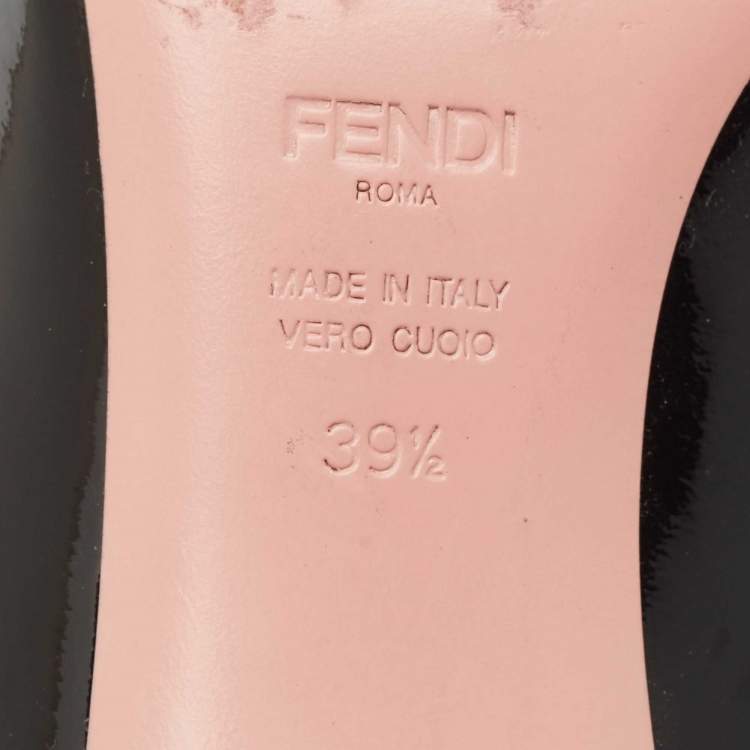 FENDI
ROMA
MADE IN ITALY
VERO CUOIO
39½